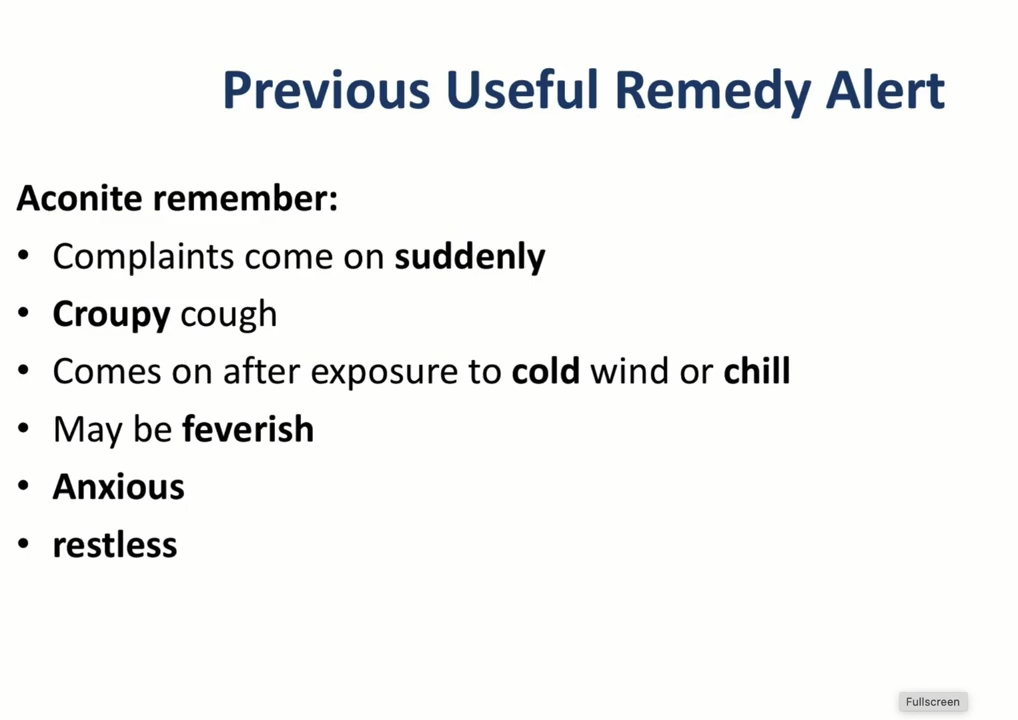 Previous Useful Remedy Alert
Aconite remember:
• Complaints come on suddenly
• Croupy cough
• Comes on after exposure to cold wind or chill
• May be feverish
• Anxious
• restless
Fullscreen